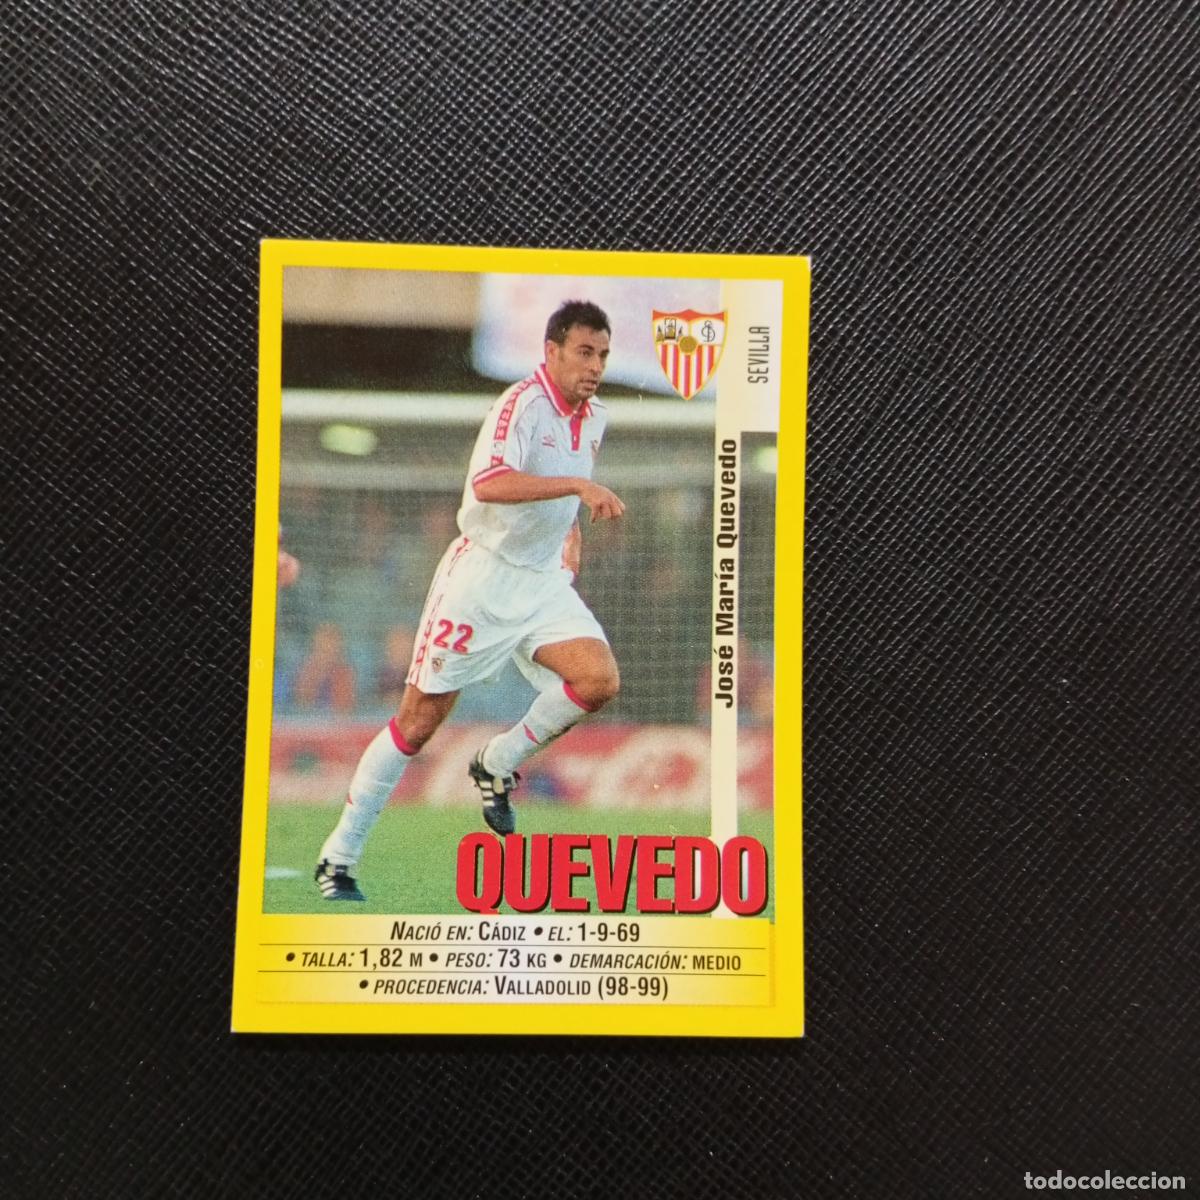 SEVILLA
José María Quevedo
22
QUEVEDO
NACIÓ EN: CÁDIZ • EL: 1-9-69
• TALLA: 1,82 M • PESO: 73 KG • DEMARCACIÓN: MEDIO
• PROCEDENCIA: VALLADOLID (98-99)
todocoleccion